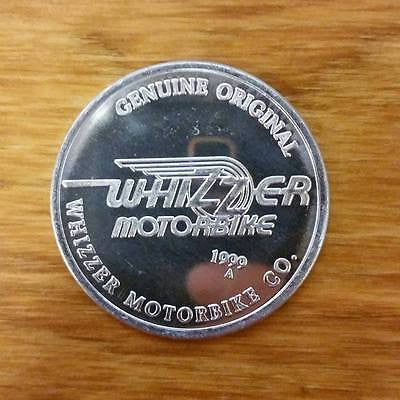 GENUINE ORIGINAL
WHIZZER
MOTORBIKE
1999
A
WHIZZER MOTORBIKE CO.